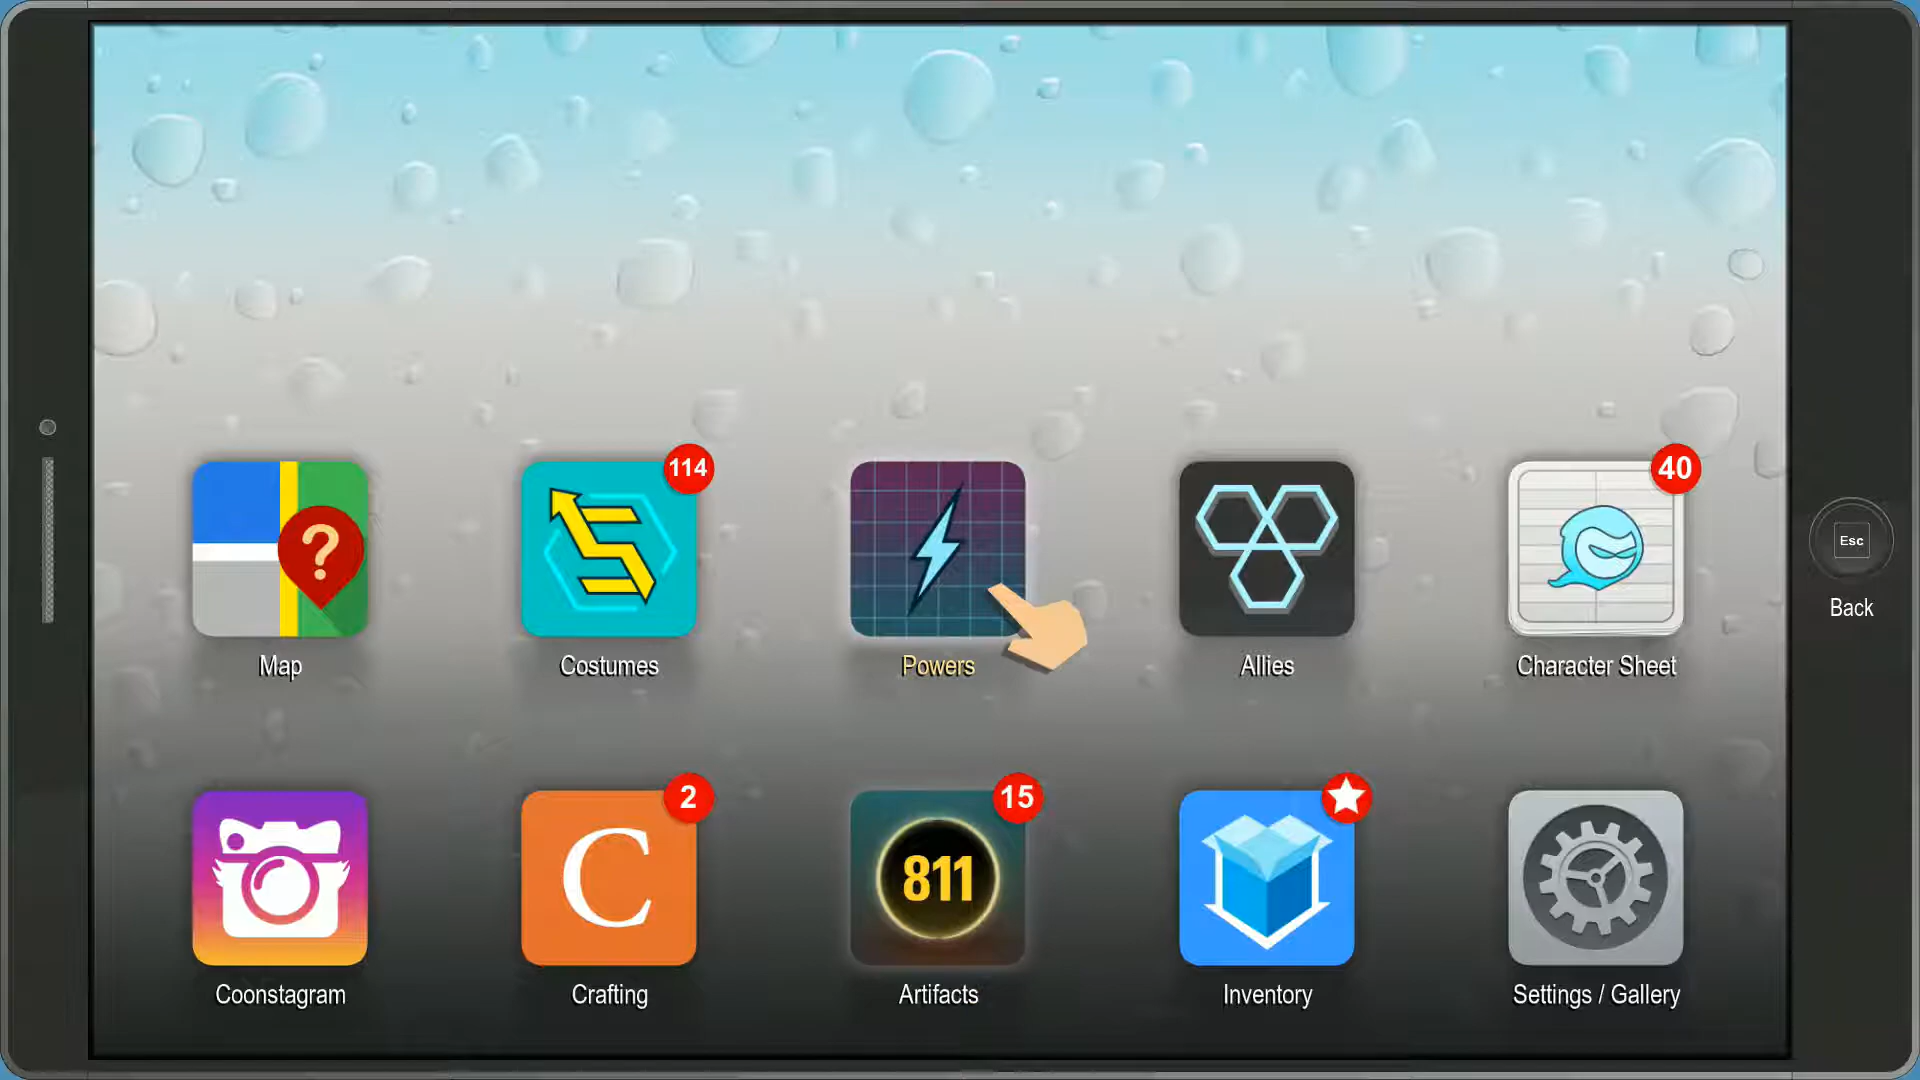 114
40
?
Esc
Map
Costumes
Powers
Allies
Character Sheet
Back
2
15
C
811
Coonstagram
Crafting
Artifacts
Inventory
Settings / Gallery